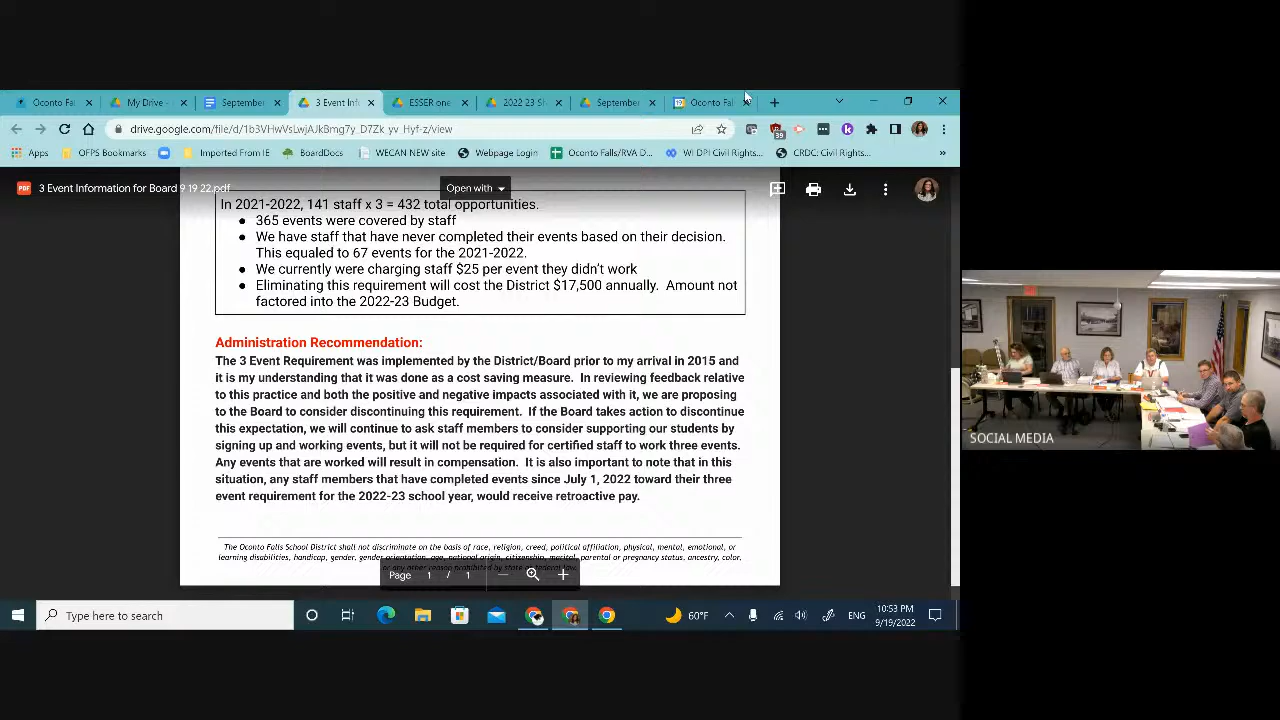 Oconto Fal
My Drive -
September
3 Event Inf
ESSER one
2022 23 S
September
Oconto Fal
drive.google.com/file/d/1b3VHwVsLwjAJkBmg7y_D7Zk_yv_Hyf-z/view
39
Apps
OFPS Bookmarks
Imported From IE
BoardDocs
WECAN NEW site
Webpage Login
Oconto Falls/RVA D...
WI DPI Civil Rights...
CRDC: Civil Rights...
»
PDF
3 Event Information for Board 9 19 22.pdf
Open with
In 2021-2022, 141 staff x 3 = 432 total opportunities.
● 365 events were covered by staff
● We have staff that have never completed their events based on their decision.
This equaled to 67 events for the 2021-2022.
● We currently were charging staff $25 per event they didn't work
● Eliminating this requirement will cost the District $17,500 annually. Amount not
factored into the 2022-23 Budget.
Administration Recommendation:
The 3 Event Requirement was implemented by the District/Board prior to my arrival in 2015 and
it is my understanding that it was done as a cost saving measure. In reviewing feedback relative
to this practice and both the positive and negative impacts associated with it, we are proposing
to the Board to consider discontinuing this requirement. If the Board takes action to discontinue
this expectation, we will continue to ask staff members to consider supporting our students by
signing up and working events, but it will not be required for certified staff to work three events.
Any events that are worked will result in compensation. It is also important to note that in this
situation, any staff members that have completed events since July 1, 2022 toward their three
event requirement for the 2022-23 school year, would receive retroactive pay.
The Oconto Falls School District shall not discriminate on the basis of race, religion, creed, political affiliation, physical, mental, emotional, or
learning disabilities, handicap, gender, gender orientation, age, national origin, citizenship, marital, parental or pregnancy status, ancestry, color,
or any other reason prohibited by state or federal law.
Page 1 / 1
Type here to search
60°F
ENG
10:53 PM
9/19/2022
SOCIAL MEDIA